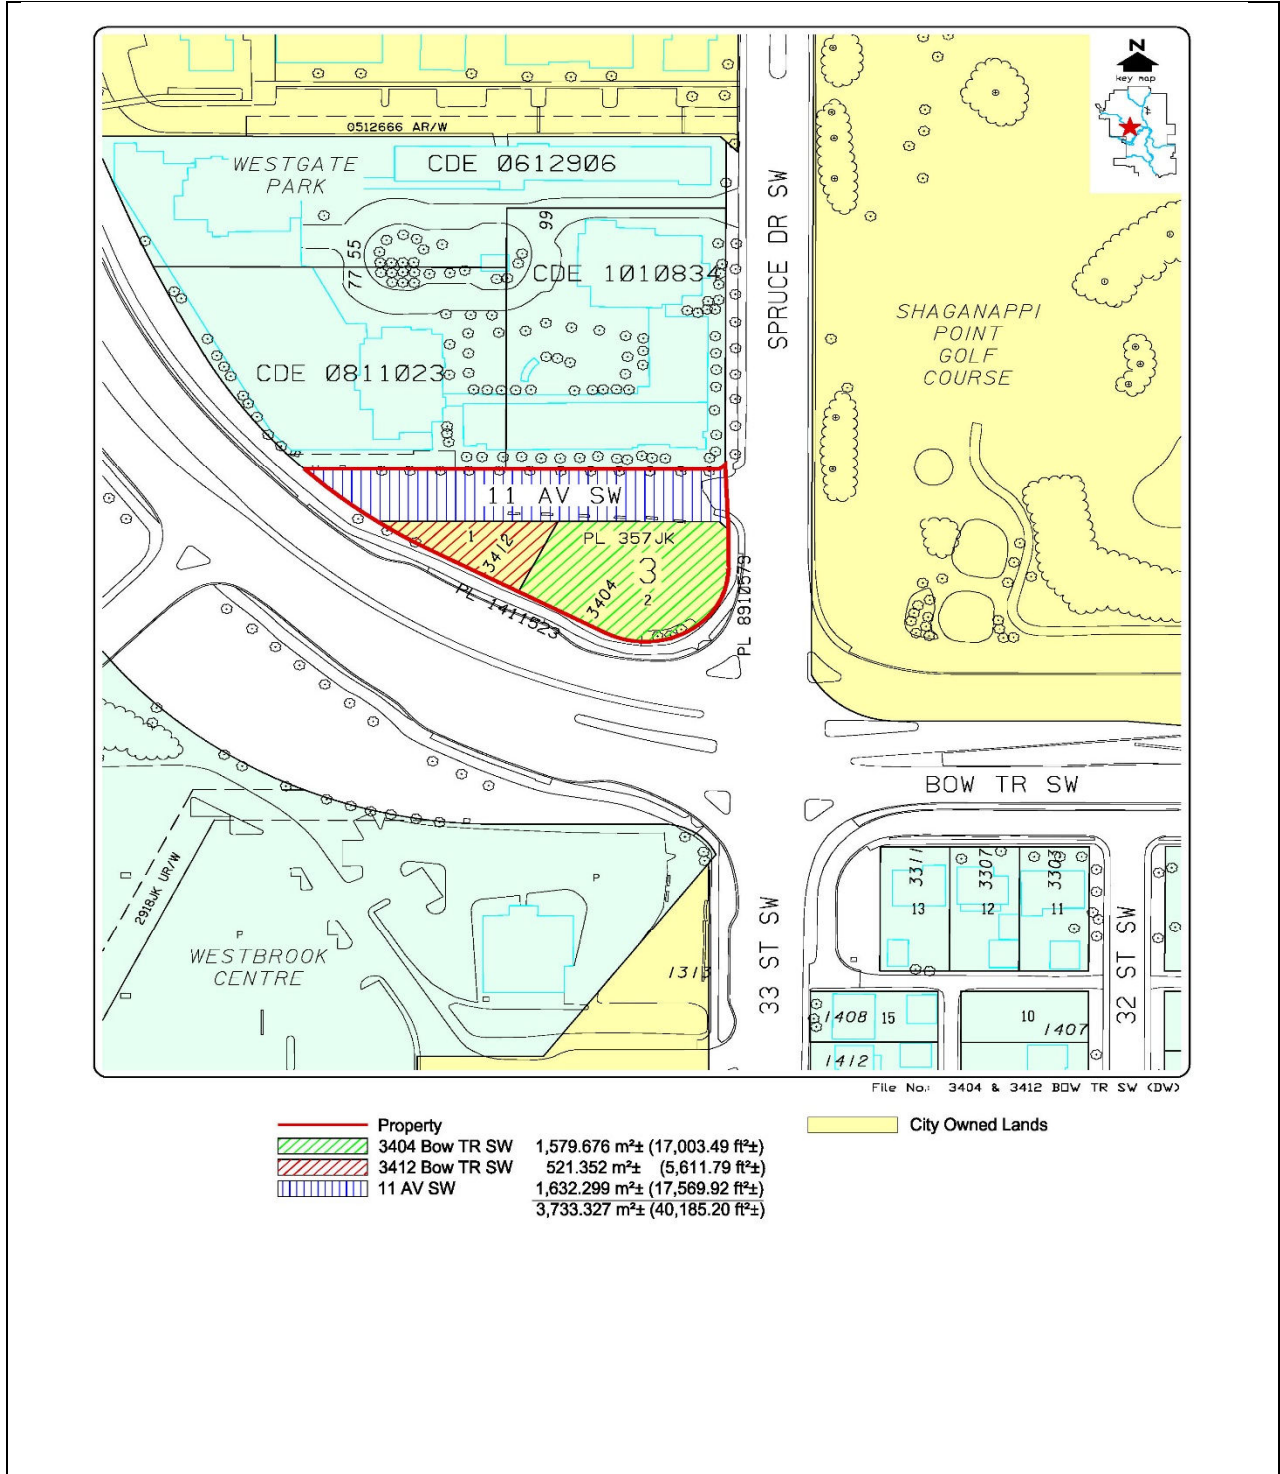 N
key map
0512666 AR/W
WESTGATE
PARK
CDE 0612906
SPRUCE DR SW
99
77 55
CDE 1010834
SHAGANAPPI
POINT
GOLF
COURSE
CDE 0811023
11 AV SW
1
3412
PL 357JK
3
3404
2
PL 1411523
PL 8910579
BOW TR SW
2918JK UR/W
P
P
WESTBROOK
CENTRE
1313
33 ST SW
3311
3307
3303
13
12
11
32 ST SW
1408
15
10
1407
1412
File No.: 3404 & 3412 BOW TR SW (DW)
Property
3404 Bow TR SW 1,579.676 m²± (17,003.49 ft²±)
3412 Bow TR SW 521.352 m²± (5,611.79 ft²±)
11 AV SW 1,632.299 m²± (17,569.92 ft²±)
3,733.327 m²± (40,185.20 ft²±)
City Owned Lands